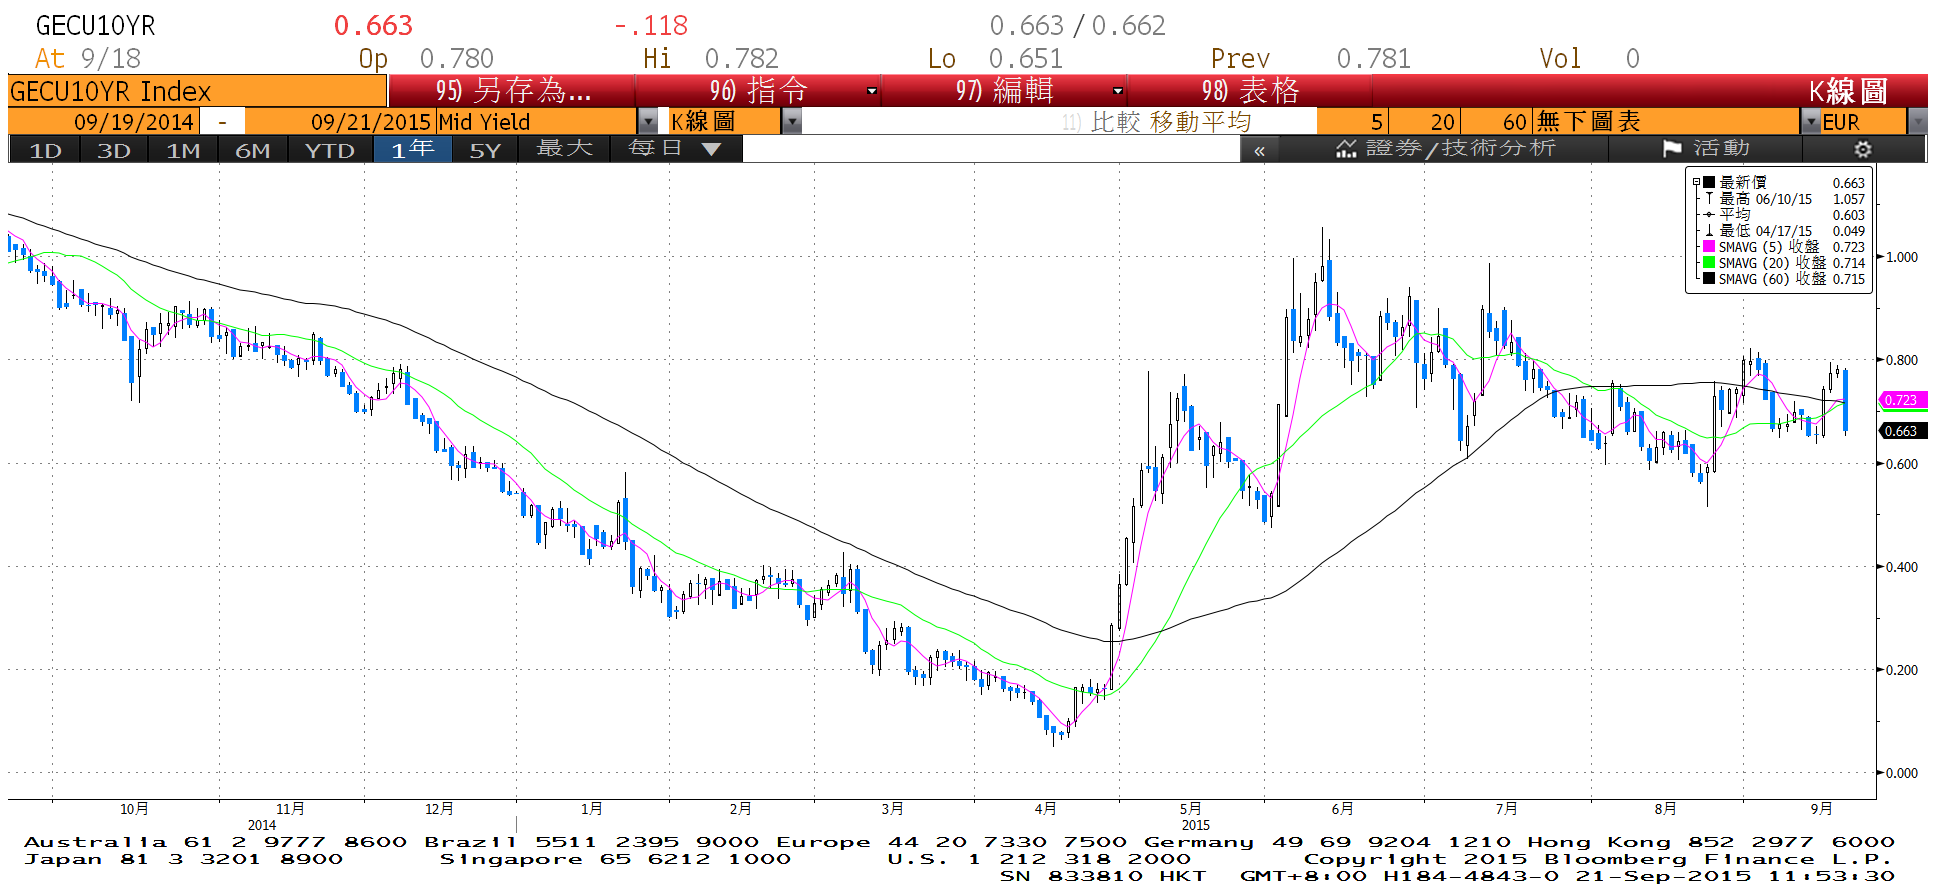 GECU10YR 0.663 -.118 0.663 / 0.662
At 9/18 Op 0.780 Hi 0.782 Lo 0.651 Prev 0.781 Vol 0
GECU10YR Index 95) 另存為... 96) 指令 97) 編輯 98) 表格 K線圖
09/19/2014 - 09/21/2015 Mid Yield K線圖 11) 比較 移動平均 5 20 60 無下圖表 EUR
1D 3D 1M 6M YTD 1年 5Y 最大 每日 ▼ « 證券/技術分析 活動
最新價 0.663
最高 06/10/15 1.057
平均 0.603
最低 04/17/15 0.049
SMAVG (5) 收盤 0.723
SMAVG (20) 收盤 0.714
SMAVG (60) 收盤 0.715
1.000
0.800
0.723
0.663
0.600
0.400
0.200
0.000
10月 11月 12月 1月 2月 3月 4月 5月 6月 7月 8月 9月
2014 2015
Australia 61 2 9777 8600 Brazil 5511 2395 9000 Europe 44 20 7330 7500 Germany 49 69 9204 1210 Hong Kong 852 2977 6000
Japan 81 3 3201 8900 Singapore 65 6212 1000 U.S. 1 212 318 2000 Copyright 2015 Bloomberg Finance L.P.
SN 833810 HKT GMT+8:00 H184-4843-0 21-Sep-2015 11:53:30